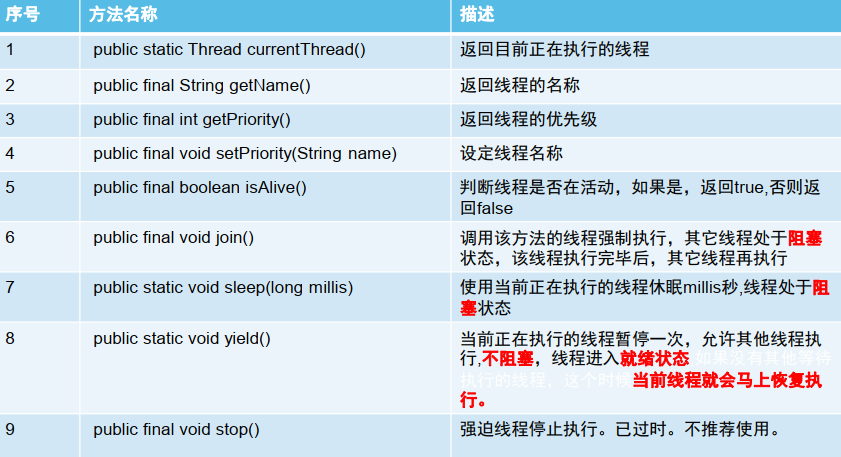 序号 方法名称 描述
1 public static Thread currentThread() 返回目前正在执行的线程
2 public final String getName() 返回线程的名称
3 public final int getPriority() 返回线程的优先级
4 public final void setPriority(String name) 设定线程名称
5 public final boolean isAlive() 判断线程是否在活动，如果是，返回true,否则返
回false
6 public final void join() 调用该方法的线程强制执行，其它线程处于阻塞
状态，该线程执行完毕后，其它线程再执行
7 public static void sleep(long millis) 使用当前正在执行的线程休眠millis秒,线程处于阻
塞状态
8 public static void yield() 当前正在执行的线程暂停一次，允许其他线程执
行,不阻塞，线程进入就绪状态,如果没有其他等待
执行的线程，这个时候当前线程就会马上恢复执
行。
9 public final void stop() 强迫线程停止执行。已过时。不推荐使用。